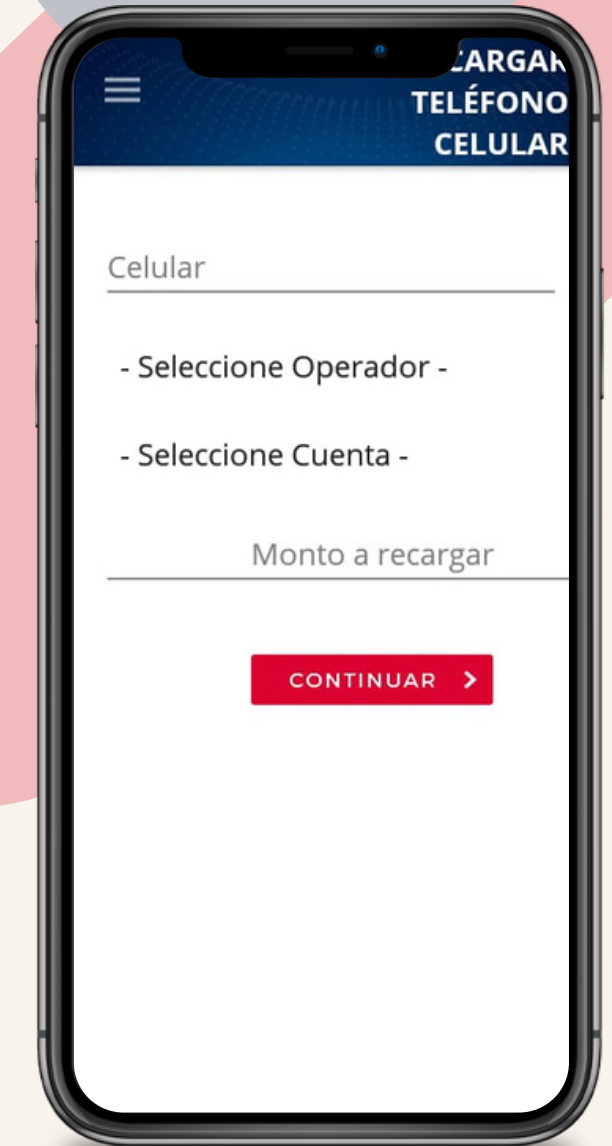 CARGAR
TELÉFONO
CELULAR
Celular
- Seleccione Operador -
- Seleccione Cuenta -
Monto a recargar
CONTINUAR